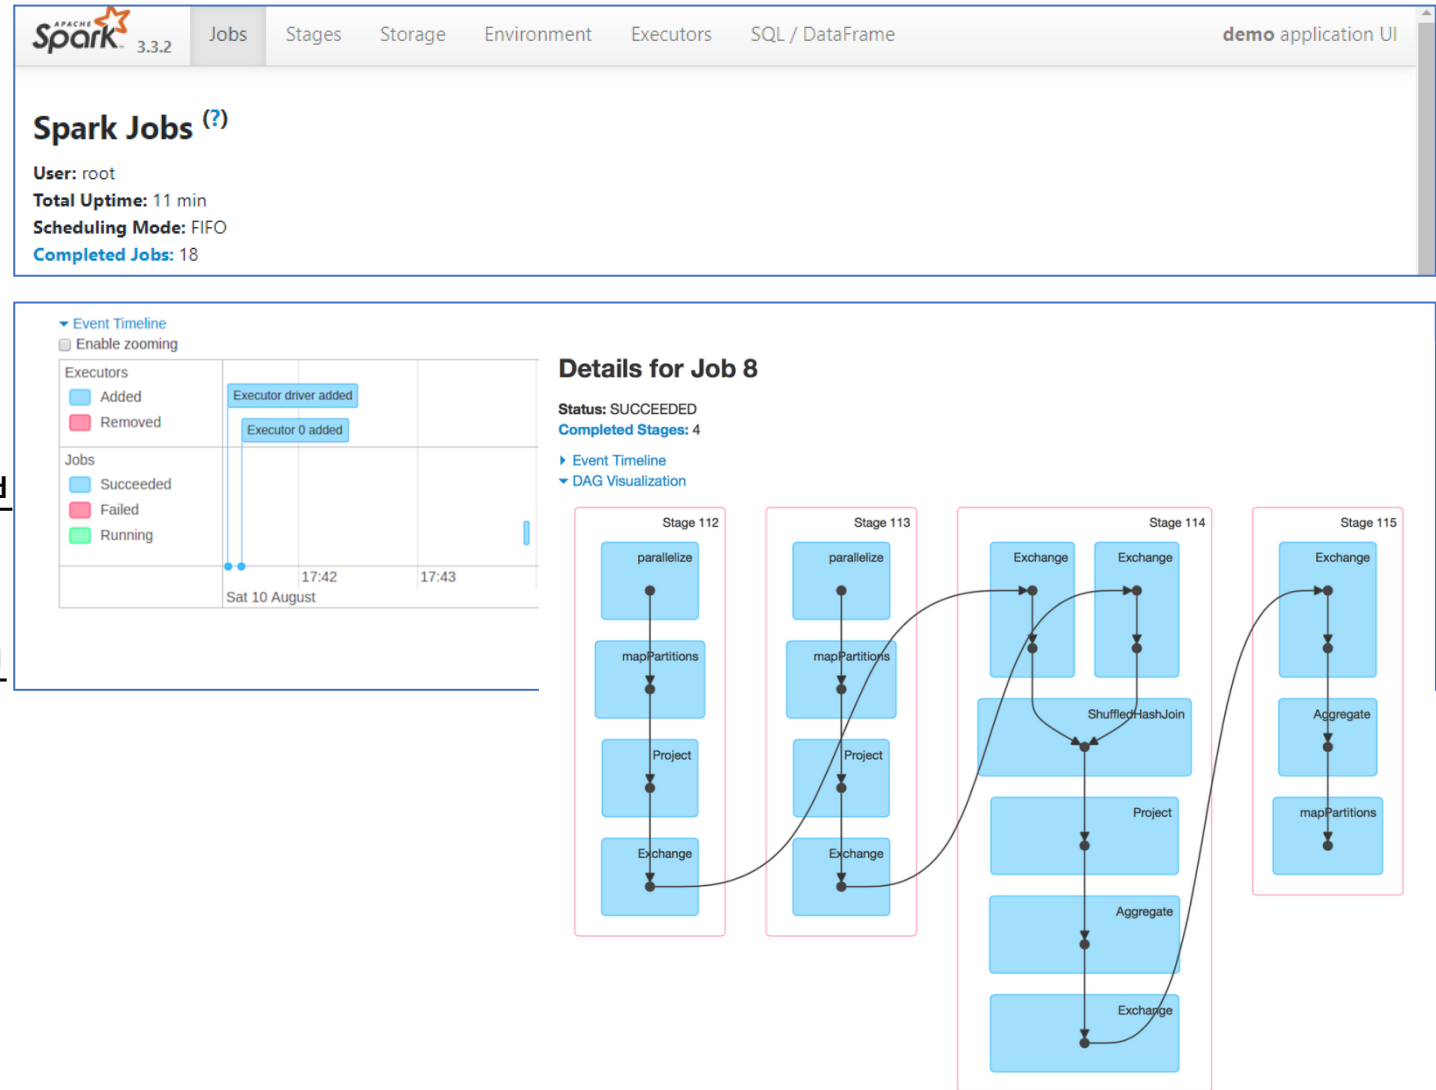 APACHE
Spark 3.3.2 Jobs Stages Storage Environment Executors SQL / DataFrame demo application UI
Spark Jobs (?)
User: root
Total Uptime: 11 min
Scheduling Mode: FIFO
Completed Jobs: 18
Event Timeline
Enable zooming
Executors
Added
Removed
Executor driver added
Executor 0 added
Jobs
Succeeded
Failed
Running
17:42 17:43
Sat 10 August
Details for Job 8
Status: SUCCEEDED
Completed Stages: 4
Event Timeline
DAG Visualization
Stage 112
parallelize
mapPartitions
Project
Exchange
Stage 113
parallelize
mapPartitions
Project
Exchange
Stage 114
Exchange Exchange
ShuffledHashJoin
Project
Aggregate
Exchange
Stage 115
Exchange
Aggregate
mapPartitions